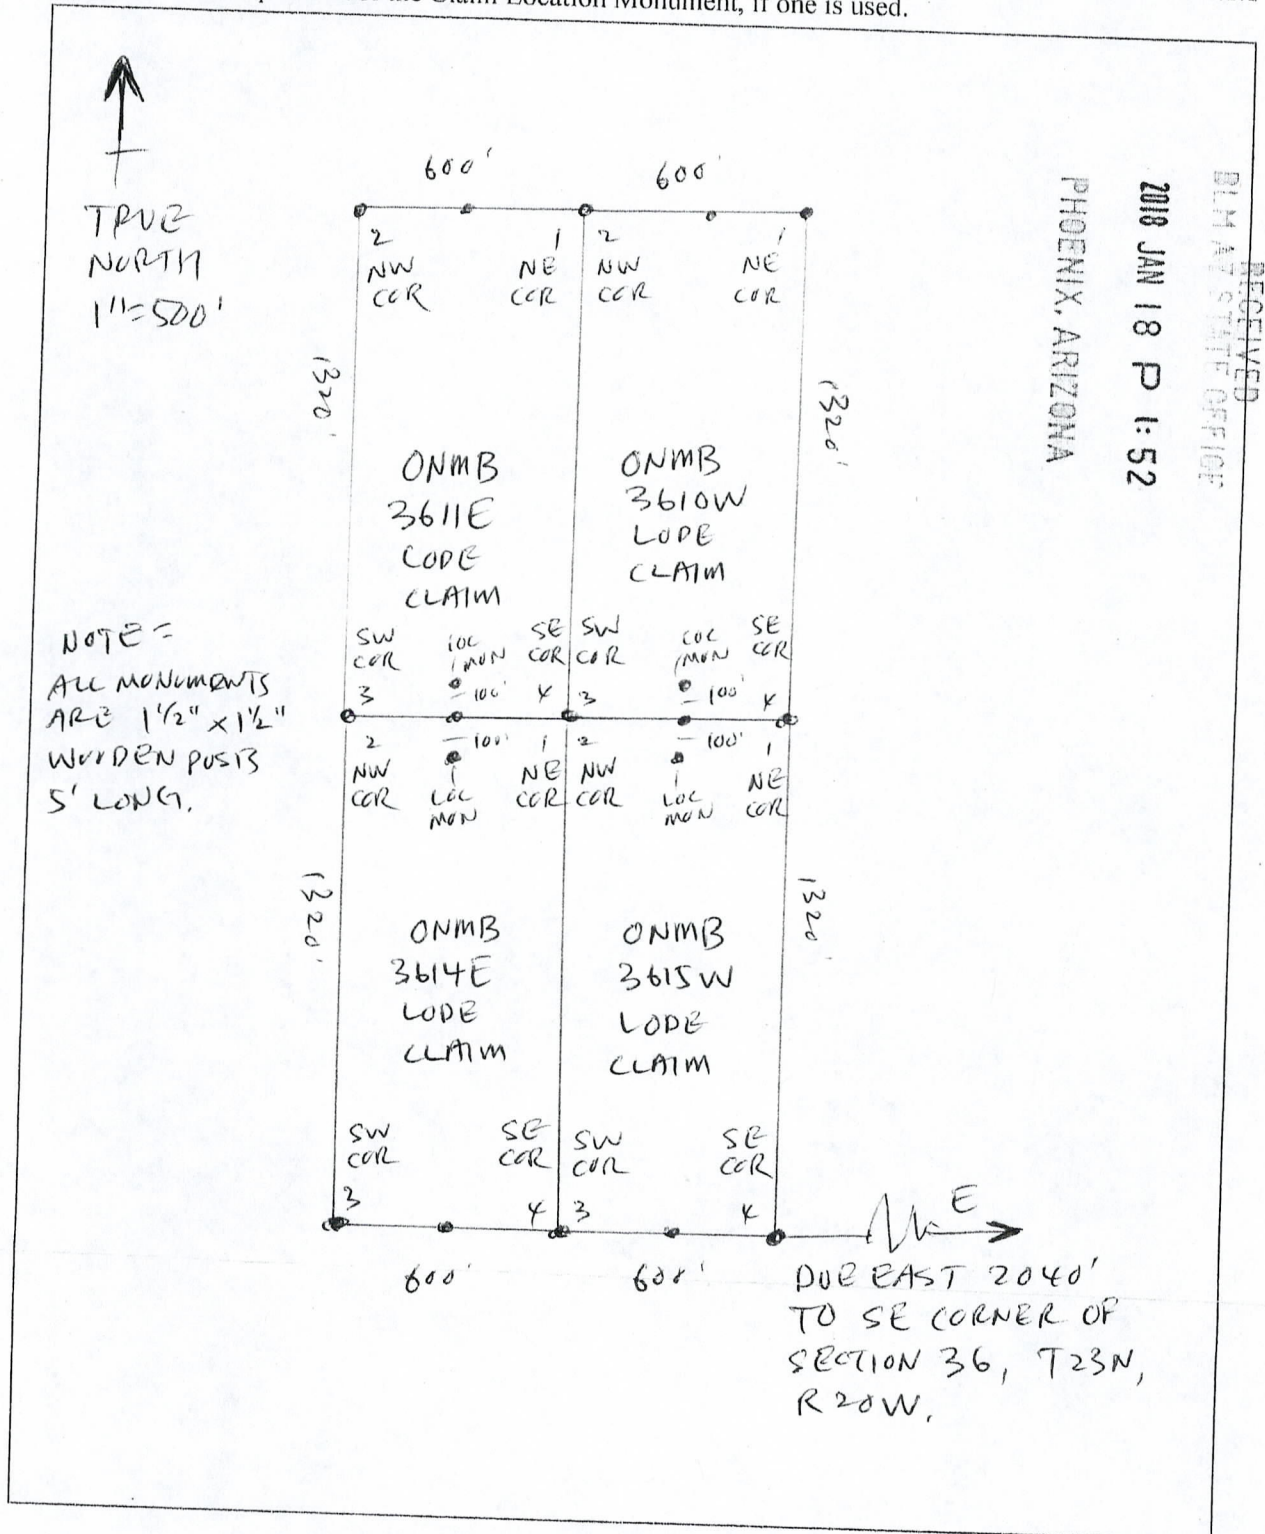 the Claim Location Monument, if one is used.
TRUE
NORTH
1"=500'
600'
600'
2
NW
COR
1
NE
COR
2
NW
COR
1
NE
COR
1320'
1320'
ONMB
3611E
LODE
CLAIM
ONMB
3610W
LODE
CLAIM
SW
COR
3
LOC
MON
100'
SE
COR
4
SW
COR
3
LOC
MON
100'
SE
COR
4
2
NW
COR
100'
LOC
MON
1
NE
COR
2
NW
COR
100'
LOC
MON
1
NE
COR
NOTE=
ALL MONUMENTS
ARE 1 1/2" x 1 1/2"
WOODEN POSTS
5' LONG.
1320'
1320'
ONMB
3614E
LODE
CLAIM
ONMB
3615W
LODE
CLAIM
SW
COR
3
SE
COR
4
SW
COR
3
SE
COR
4
600'
600'
E
DUE EAST 2040'
TO SE CORNER OF
SECTION 36, T23N,
R20W.
RECEIVED
BLM AZ STATE OFFICE
2018 JAN 18 P 1:52
PHOENIX, ARIZONA